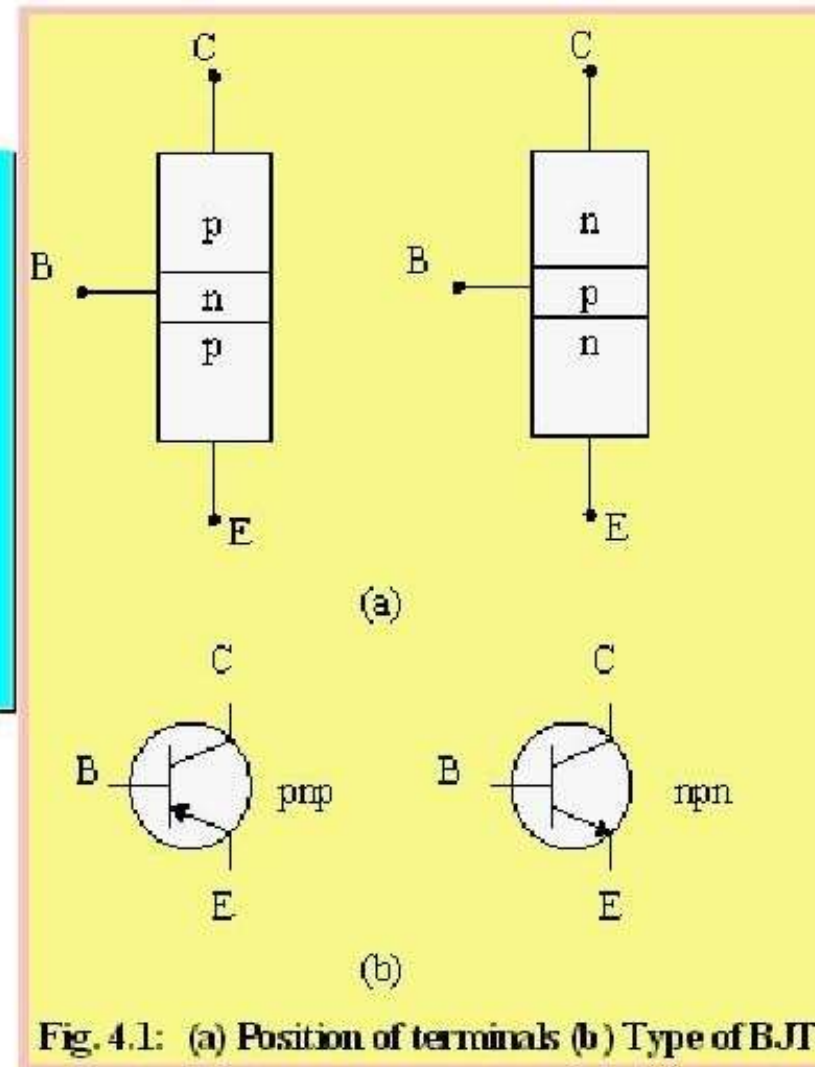 C C
p n
B B
n p
p n
E E
(a)
C C
B pnp B npn
E E
(b)
Fig. 4.1: (a) Position of terminals (b) Type of BJT